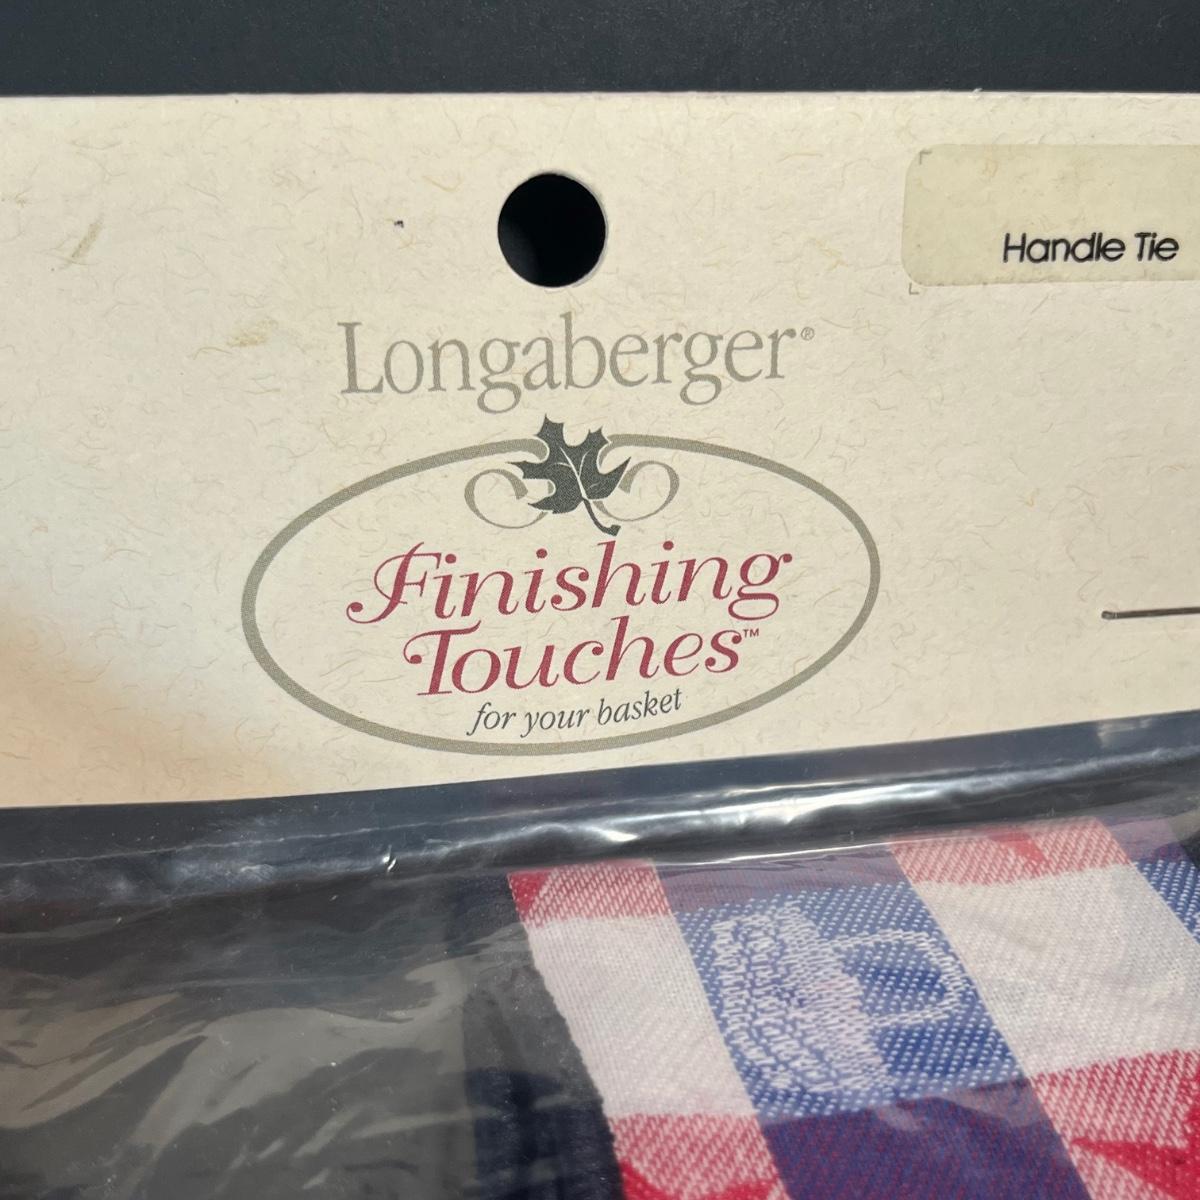 Handle Tie
Longaberger®
Finishing
Touches™
for your basket